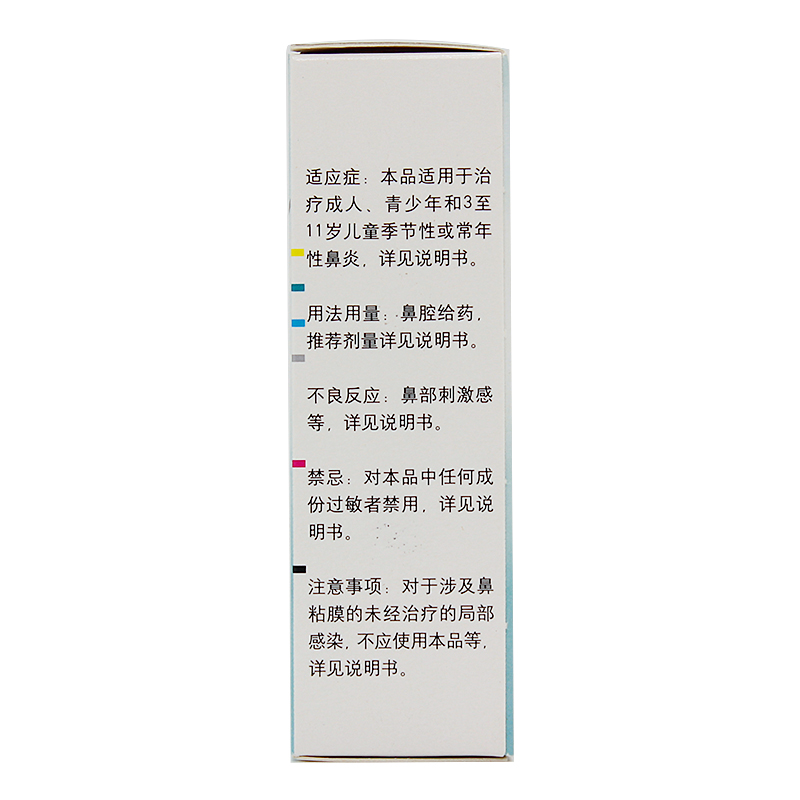 适应症：本品适用于治
疗成人、青少年和3至
11岁儿童季节性或常年
性鼻炎，详见说明书。
用法用量：鼻腔给药，
推荐剂量详见说明书。
不良反应：鼻部刺激感
等，详见说明书。
禁忌：对本品中任何成
份过敏者禁用，详见说
明书。
注意事项：对于涉及鼻
粘膜的未经治疗的局部
感染，不应使用本品等，
详见说明书。